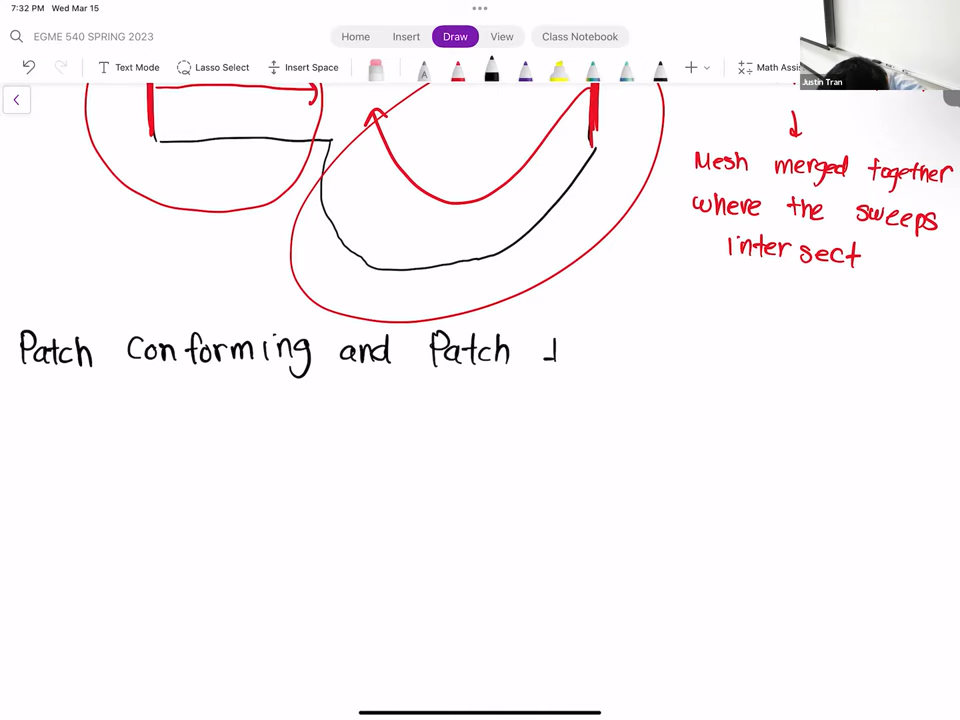 7:32 PM Wed Mar 15
EGME 540 SPRING 2023
Home Insert Draw View Class Notebook
Text Mode Lasso Select Insert Space Math Assis
Justin Tran
Mesh merged together
where the sweeps
intersect
Patch conforming and Patch